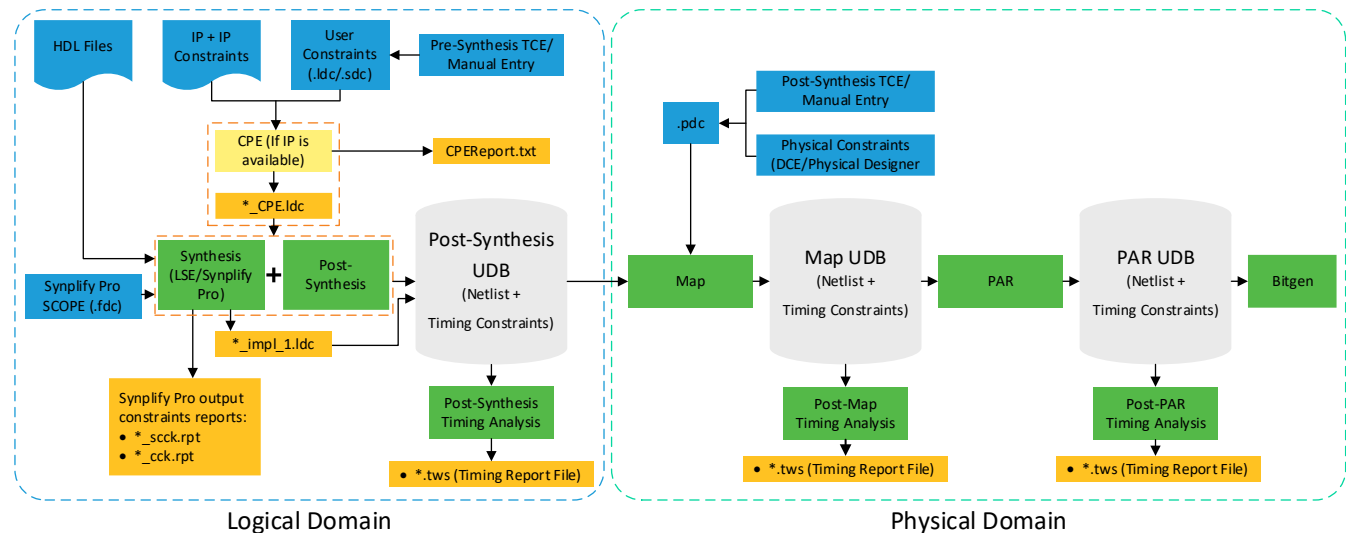 HDL Files
IP + IP
Constraints
User
Constraints
(.ldc/.sdc)
Pre-Synthesis TCE/
Manual Entry
CPE (If IP is
available)
CPEReport.txt
*_CPE.ldc
Synthesis
(LSE/Synplify
Pro)
+
Post-
Synthesis
Synplify Pro
SCOPE (.fdc)
*_impl_1.ldc
Synplify Pro output
constraints reports:
• *_scck.rpt
• *_cck.rpt
Post-Synthesis
UDB
(Netlist +
Timing Constraints)
Post-Synthesis
Timing Analysis
• *.tws (Timing Report File)
Logical Domain
.pdc
Post-Synthesis TCE/
Manual Entry
Physical Constraints
(DCE/Physical Designer
Map
Map UDB
(Netlist +
Timing Constraints)
PAR
PAR UDB
(Netlist +
Timing Constraints)
Bitgen
Post-Map
Timing Analysis
• *.tws (Timing Report File)
Post-PAR
Timing Analysis
• *.tws (Timing Report File)
Physical Domain